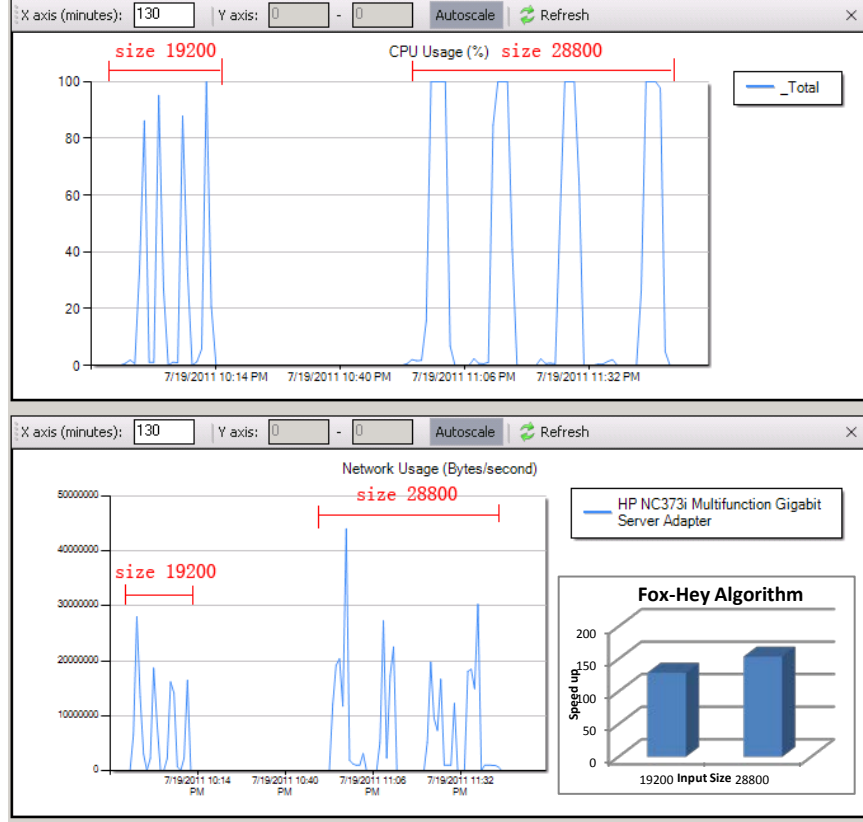 X axis (minutes): 130 Y axis: 0 - 0 Autoscale Refresh
size 19200 CPU Usage (%) size 28800
100
80
60
40
20
0
_Total
7/19/2011 10:14 PM 7/19/2011 10:40 PM 7/19/2011 11:06 PM 7/19/2011 11:32 PM
X axis (minutes): 130 Y axis: 0 - 0 Autoscale Refresh
Network Usage (Bytes/second)
size 28800
50000000
40000000
30000000
20000000
10000000
0
size 19200
7/19/2011 10:14 PM
7/19/2011 10:40 PM
7/19/2011 11:06 PM
7/19/2011 11:32 PM
HP NC373i Multifunction Gigabit
Server Adapter
Fox-Hey Algorithm
Speed up
200
150
100
50
0
19200 Input Size 28800